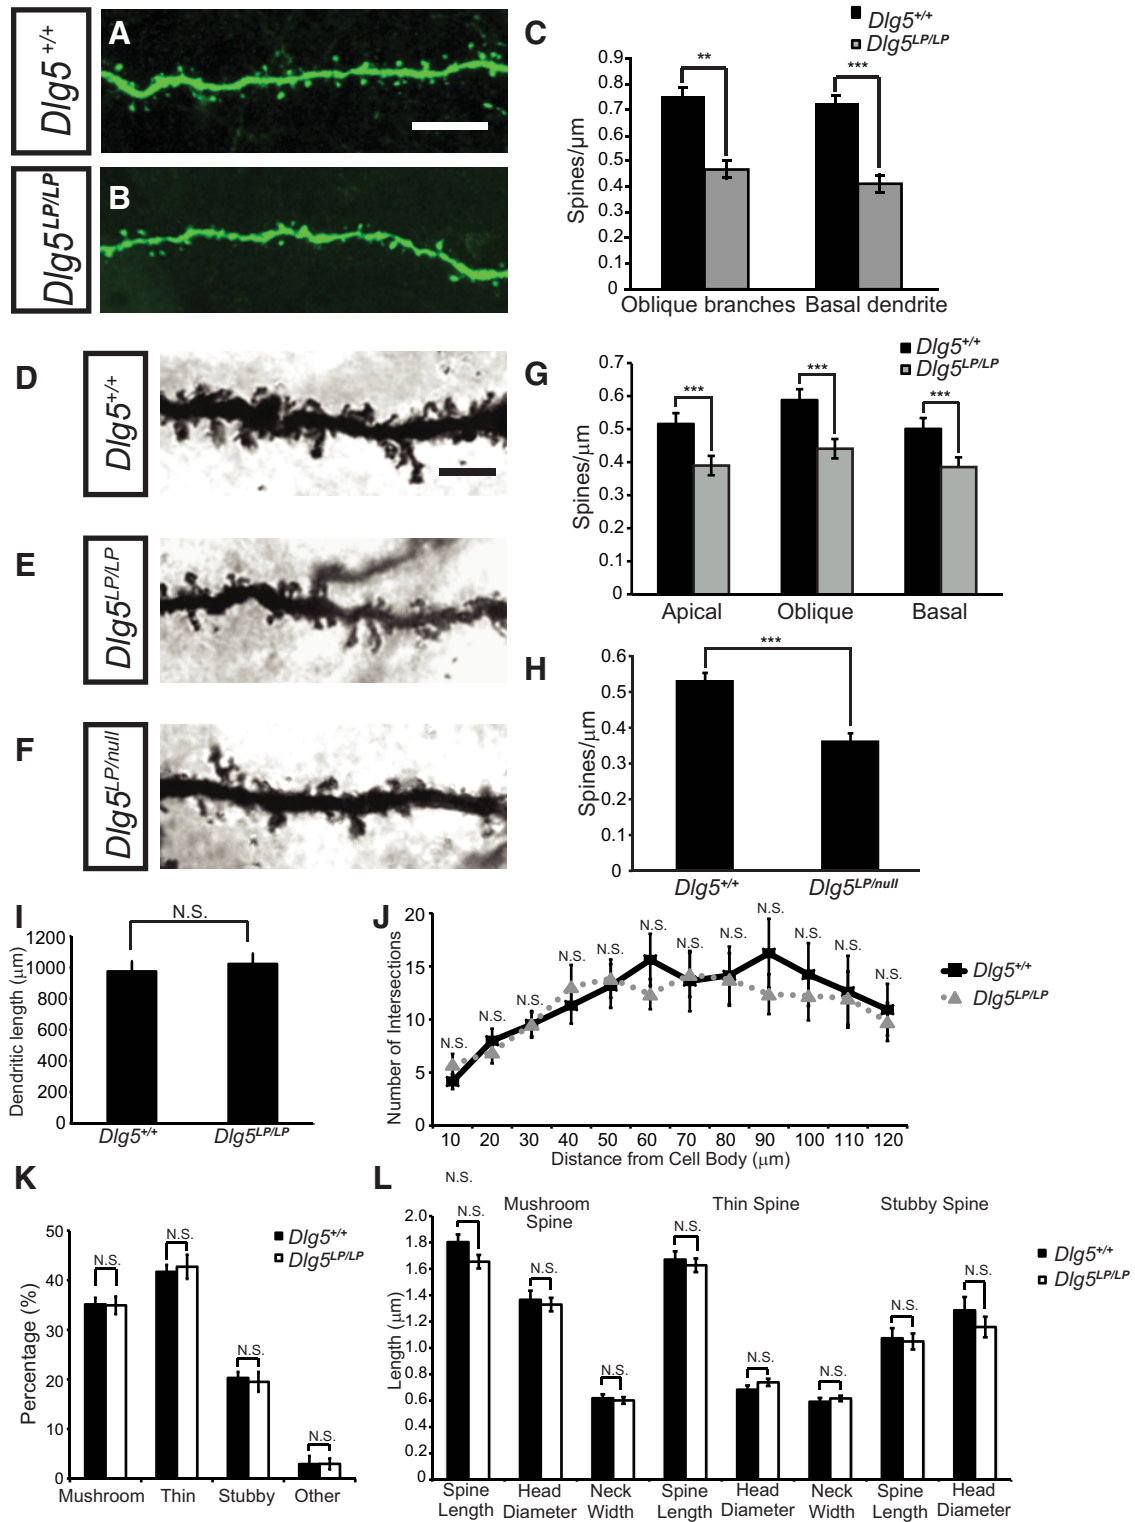 Dlg5+/+
A
Dlg5LP/LP
B
C
Dlg5+/+
Dlg5LP/LP
Spines/μm
0.9
0.8
0.7
0.6
0.5
0.4
0.3
0.2
0.1
0
**
***
Oblique branches
Basal dendrite
D
Dlg5+/+
E
Dlg5LP/LP
F
Dlg5LP/null
G
Dlg5+/+
Dlg5LP/LP
Spines/μm
0.7
0.6
0.5
0.4
0.3
0.2
0.1
0
***
***
***
Apical
Oblique
Basal
H
Spines/μm
0.6
0.5
0.4
0.3
0.2
0.1
0
***
Dlg5+/+
Dlg5LP/null
I
N.S.
Dendritic length (μm)
1200
1000
800
600
400
200
0
Dlg5+/+
Dlg5LP/LP
J
Number of Intersections
20
15
10
5
0
N.S.
N.S.
N.S.
N.S.
N.S.
N.S.
N.S.
N.S.
N.S.
N.S.
N.S.
N.S.
10 20 30 40 50 60 70 80 90 100 110 120
Distance from Cell Body (μm)
Dlg5+/+
Dlg5LP/LP
K
Percentage (%)
50
40
30
20
10
0
N.S.
N.S.
N.S.
N.S.
Dlg5+/+
Dlg5LP/LP
Mushroom
Thin
Stubby
Other
L
N.S.
Mushroom
Spine
Thin Spine
Stubby Spine
Length (μm)
2.0
1.8
1.6
1.4
1.2
1.0
0.8
0.6
0.4
0.2
0
N.S.
N.S.
N.S.
N.S.
N.S.
N.S.
N.S.
N.S.
Spine
Length
Head
Diameter
Neck
Width
Spine
Length
Head
Diameter
Neck
Width
Spine
Length
Head
Diameter
Dlg5+/+
Dlg5LP/LP